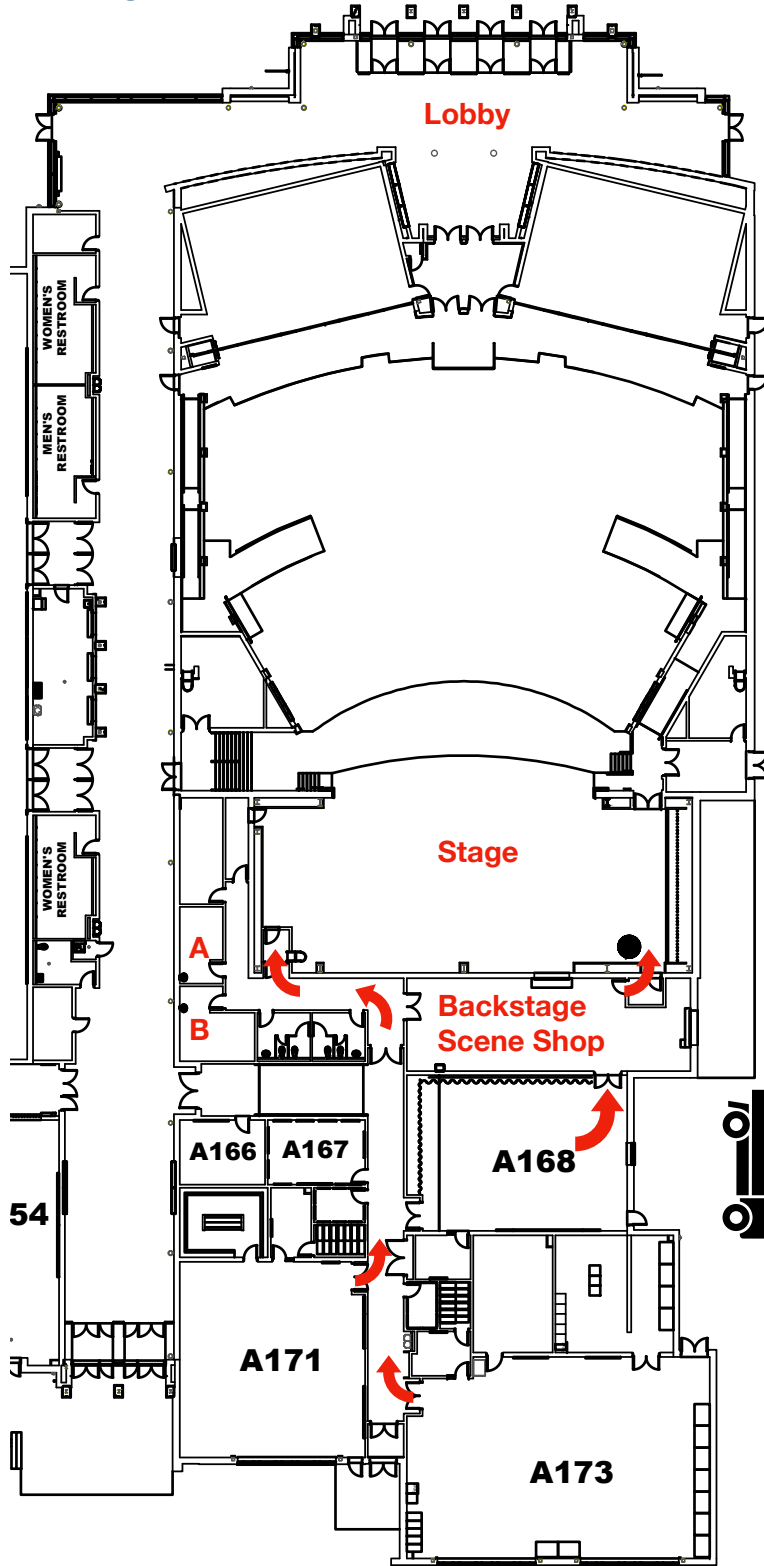 Lobby
WOMEN'S
RESTROOM
MEN'S
RESTROOM
Stage
WOMEN'S
RESTROOM
A
B
Backstage
Scene Shop
A166
A167
A168
54
A171
A173